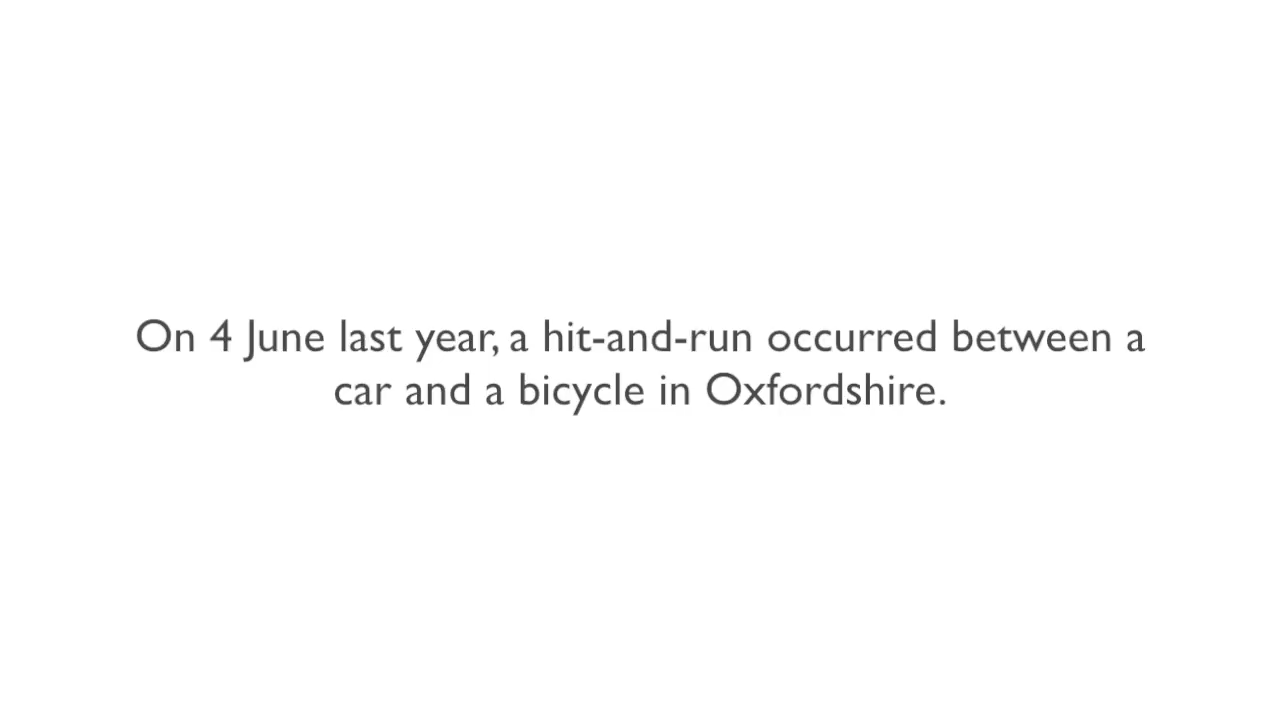 On 4 June last year, a hit-and-run occurred between a
car and a bicycle in Oxfordshire.